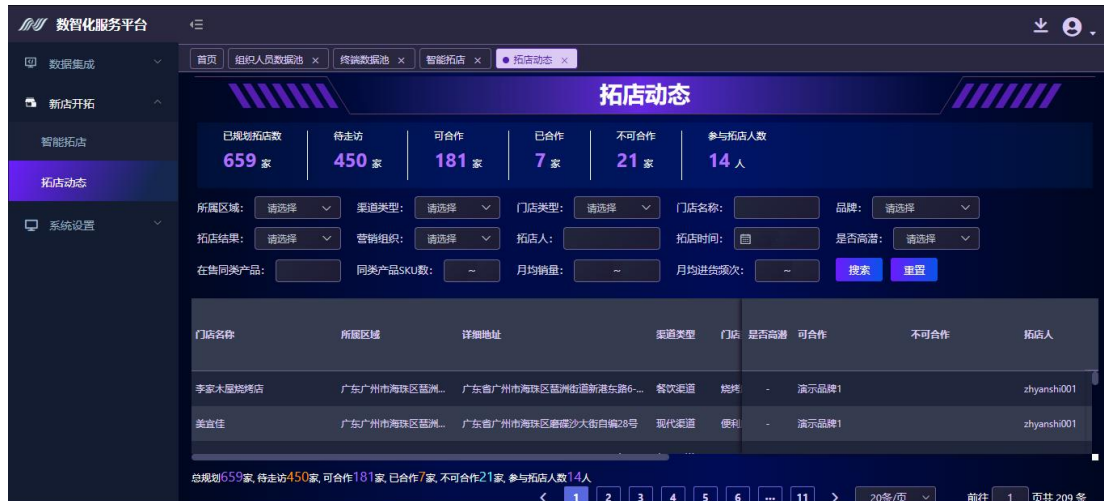 数智化服务平台
数据集成
新店开拓
智能拓店
拓店动态
系统设置
首页 组织人员数据池 × 终端数据池 × 智能拓店 × 拓店动态 ×
拓店动态
已规划拓店数 待走访 可合作 已合作 不可合作 参与拓店人数
659 家 450 家 181 家 7 家 21 家 14 人
所属区域: 请选择 渠道类型: 请选择 门店类型: 请选择 门店名称: 品牌: 请选择
拓店结果: 请选择 营销组织: 请选择 拓店人: 拓店时间: 是否高潜: 请选择
在售同类产品: 同类产品SKU数: ~ 月均销量: ~ 月均进货频次: ~ 搜索 重置
门店名称 所属区域 详细地址 渠道类型 门店 是否高潜 可合作 不可合作 拓店人
李家木屋烧烤店 广东广州市海珠区琶洲... 广东省广州市海珠区琶洲街道新港东路6-... 餐饮渠道 烧烤 - 演示品牌1 zhyanshi001
美宜佳 广东广州市海珠区琶洲... 广东省广州市海珠区磨碟沙大街自编28号 现代渠道 便利 - 演示品牌1 zhyanshi001
总规划659家, 待走访450家, 可合作181家, 已合作7家, 不可合作21家, 参与拓店人数14人
< 1 2 3 4 5 6 ··· 11 > 20条/页 前往 1 页共 209 条